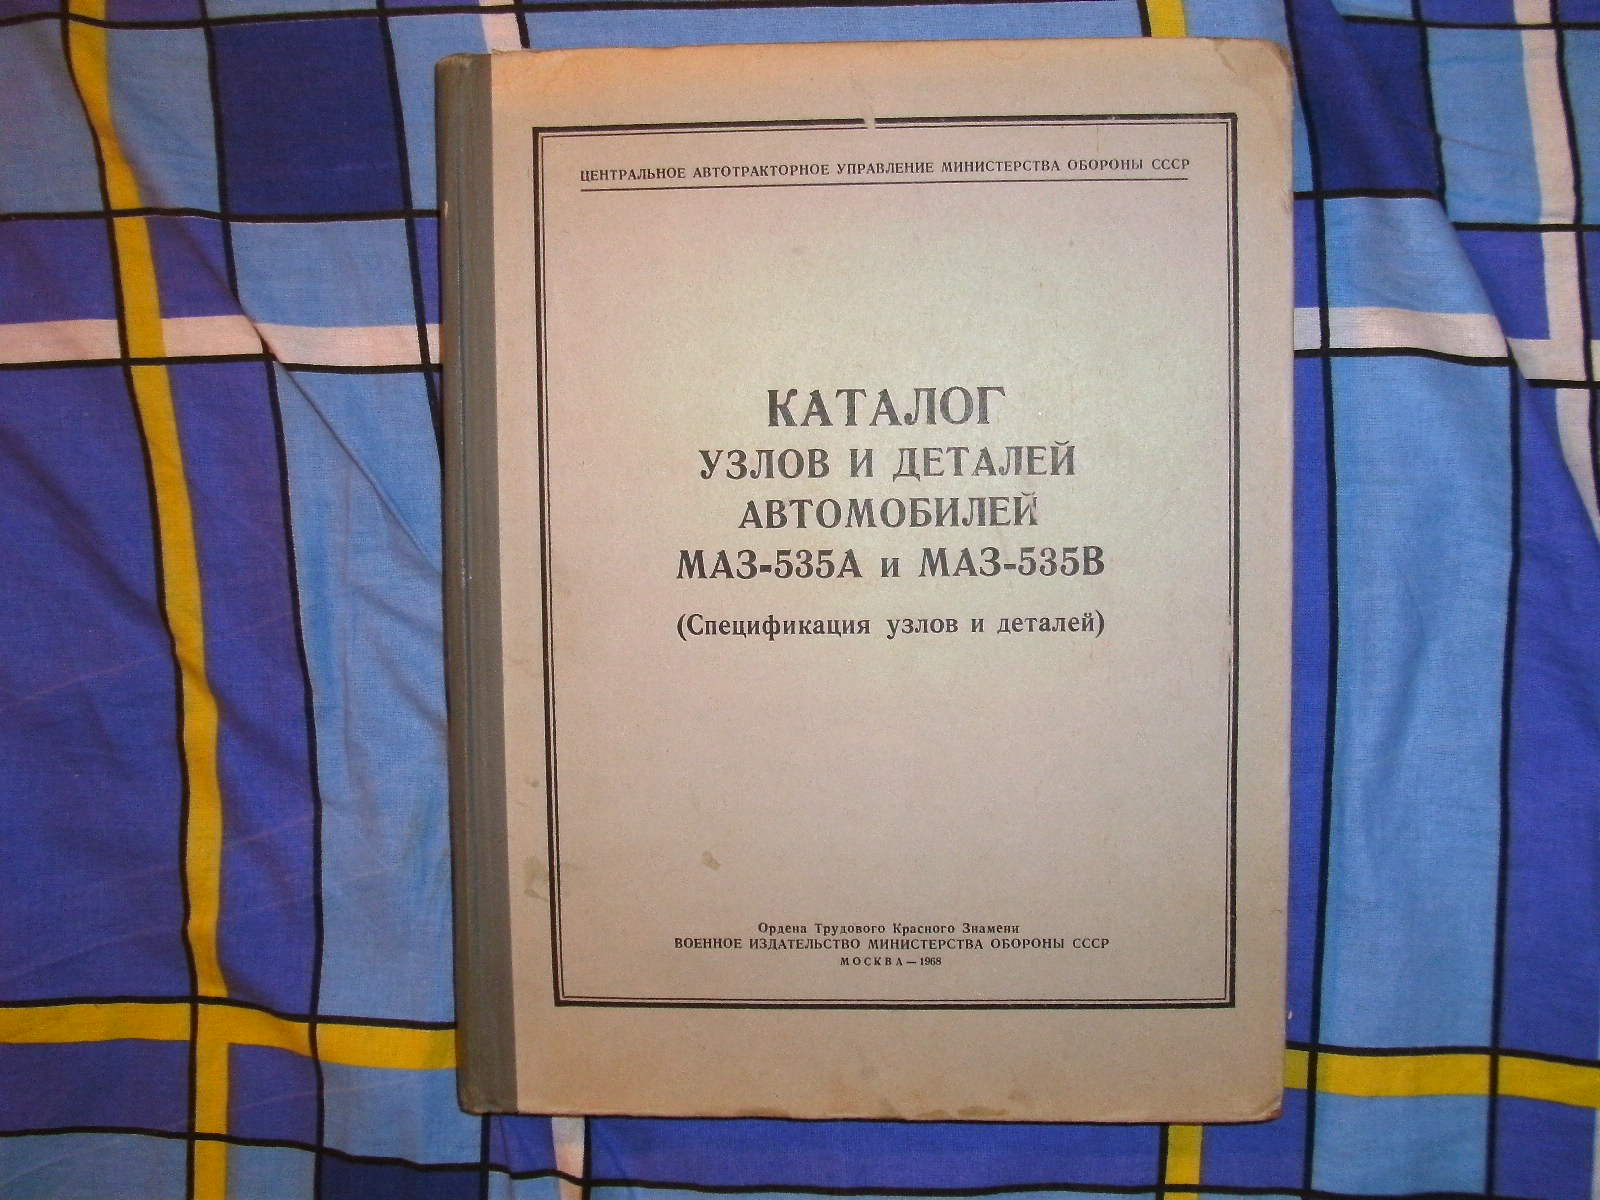 ЦЕНТРАЛЬНОЕ АВТОТРАКТОРНОЕ УПРАВЛЕНИЕ МИНИСТЕРСТВА ОБОРОНЫ СССР
КАТАЛОГ
УЗЛОВ И ДЕТАЛЕЙ
АВТОМОБИЛЕЙ
МАЗ-535А и МАЗ-535В
(Спецификация узлов и деталей)
Ордена Трудового Красного Знамени
ВОЕННОЕ ИЗДАТЕЛЬСТВО МИНИСТЕРСТВА ОБОРОНЫ СССР
МОСКВА — 1968